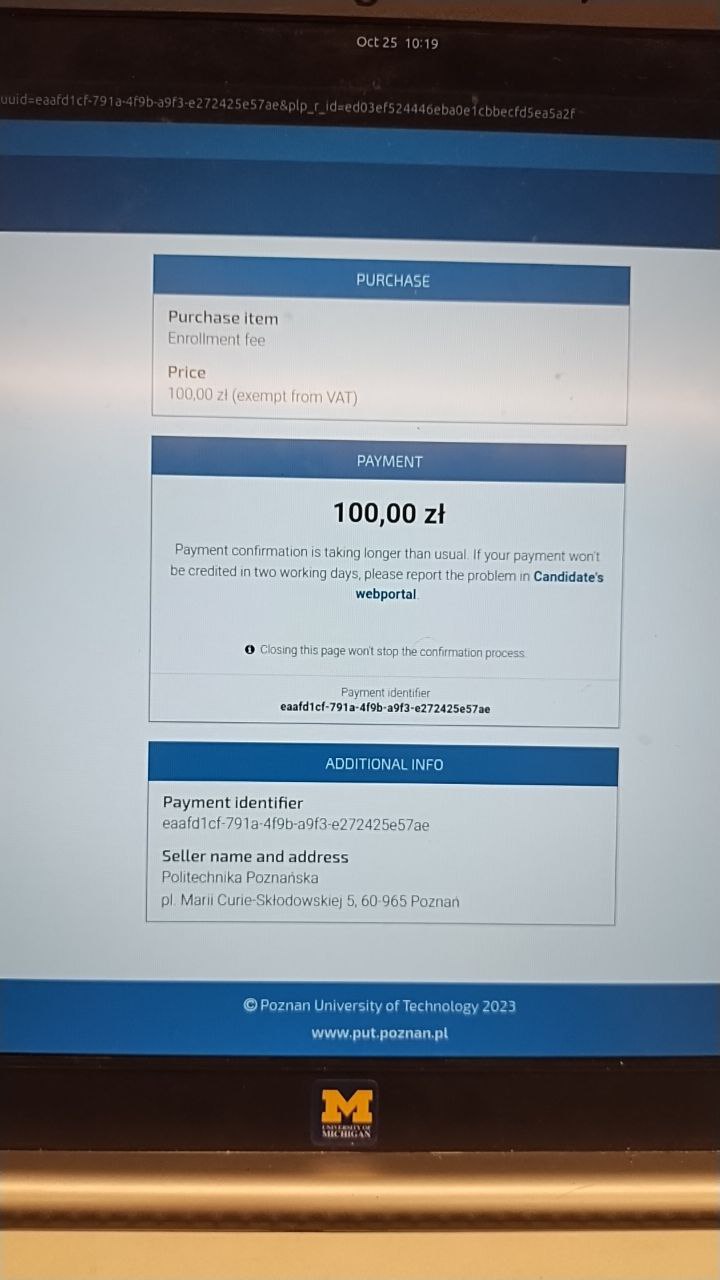 Oct 25 10:19
uuid=eaafd1cf-791a-4f9b-a9f3-e272425e57ae&plp_r_id=ed03ef524446eba0e1cbbecfd5ea5a2f
PURCHASE
Purchase item
Enrollment fee
Price
100,00 zł (exempt from VAT)
PAYMENT
100,00 zł
Payment confirmation is taking longer than usual. If your payment won't
be credited in two working days, please report the problem in Candidate's
webportal.
Closing this page won't stop the confirmation process.
Payment identifier
eaafd1cf-791a-4f9b-a9f3-e272425e57ae
ADDITIONAL INFO
Payment identifier
eaafd1cf-791a-4f9b-a9f3-e272425e57ae
Seller name and address
Politechnika Poznańska
pl. Marii Curie-Skłodowskiej 5, 60-965 Poznań
© Poznan University of Technology 2023
www.put.poznan.pl
M
UNIVERSITY OF
MICHIGAN